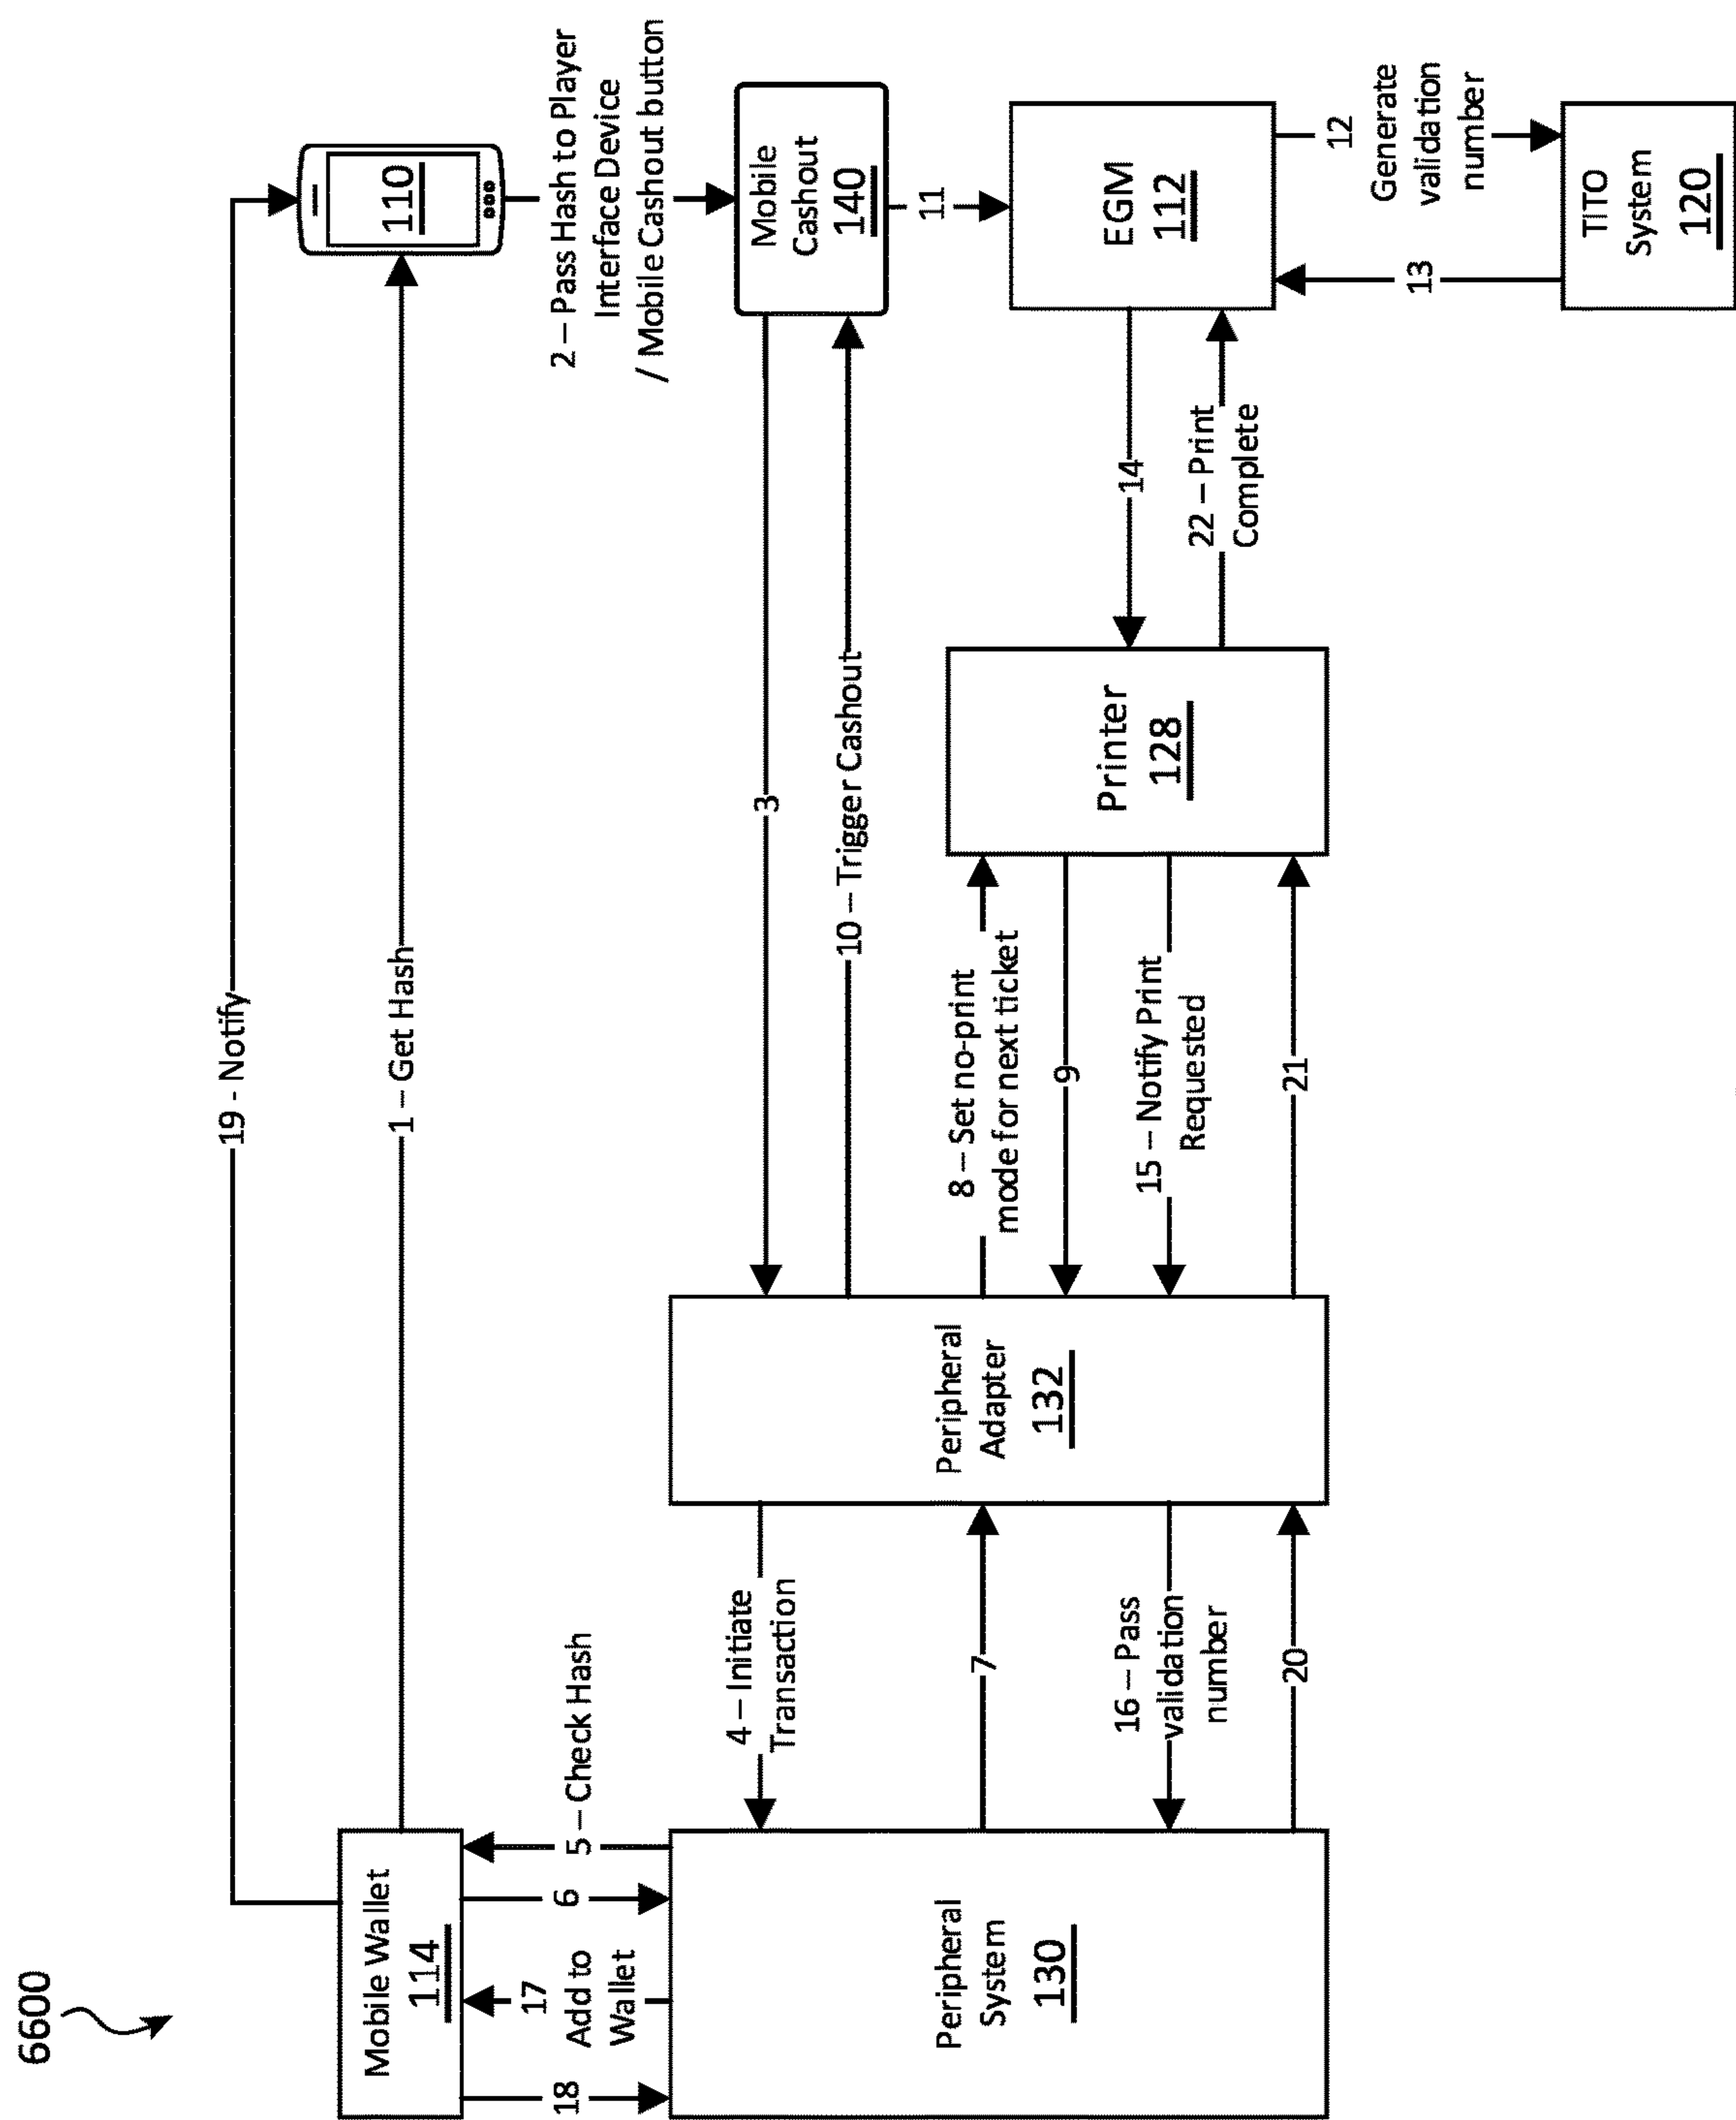 6600
19 - Notify
1 – Get Hash
Mobile Wallet
114
110
2 – Pass Hash to Player
Interface Device
/ Mobile Cashout button
18
17
Add to
Wallet
6
5 – Check Hash
Peripheral
System
130
4 – Initiate
Transaction
7
16 – Pass
validation
number
20
Peripheral
Adapter
132
3
10 – Trigger Cashout
8 – Set no-print
mode for next ticket
9
15 – Notify Print
Requested
21
Printer
128
14
22 – Print
Complete
Mobile
Cashout
140
11
EGM
112
13
12
Generate
validation
number
TITO
System
120